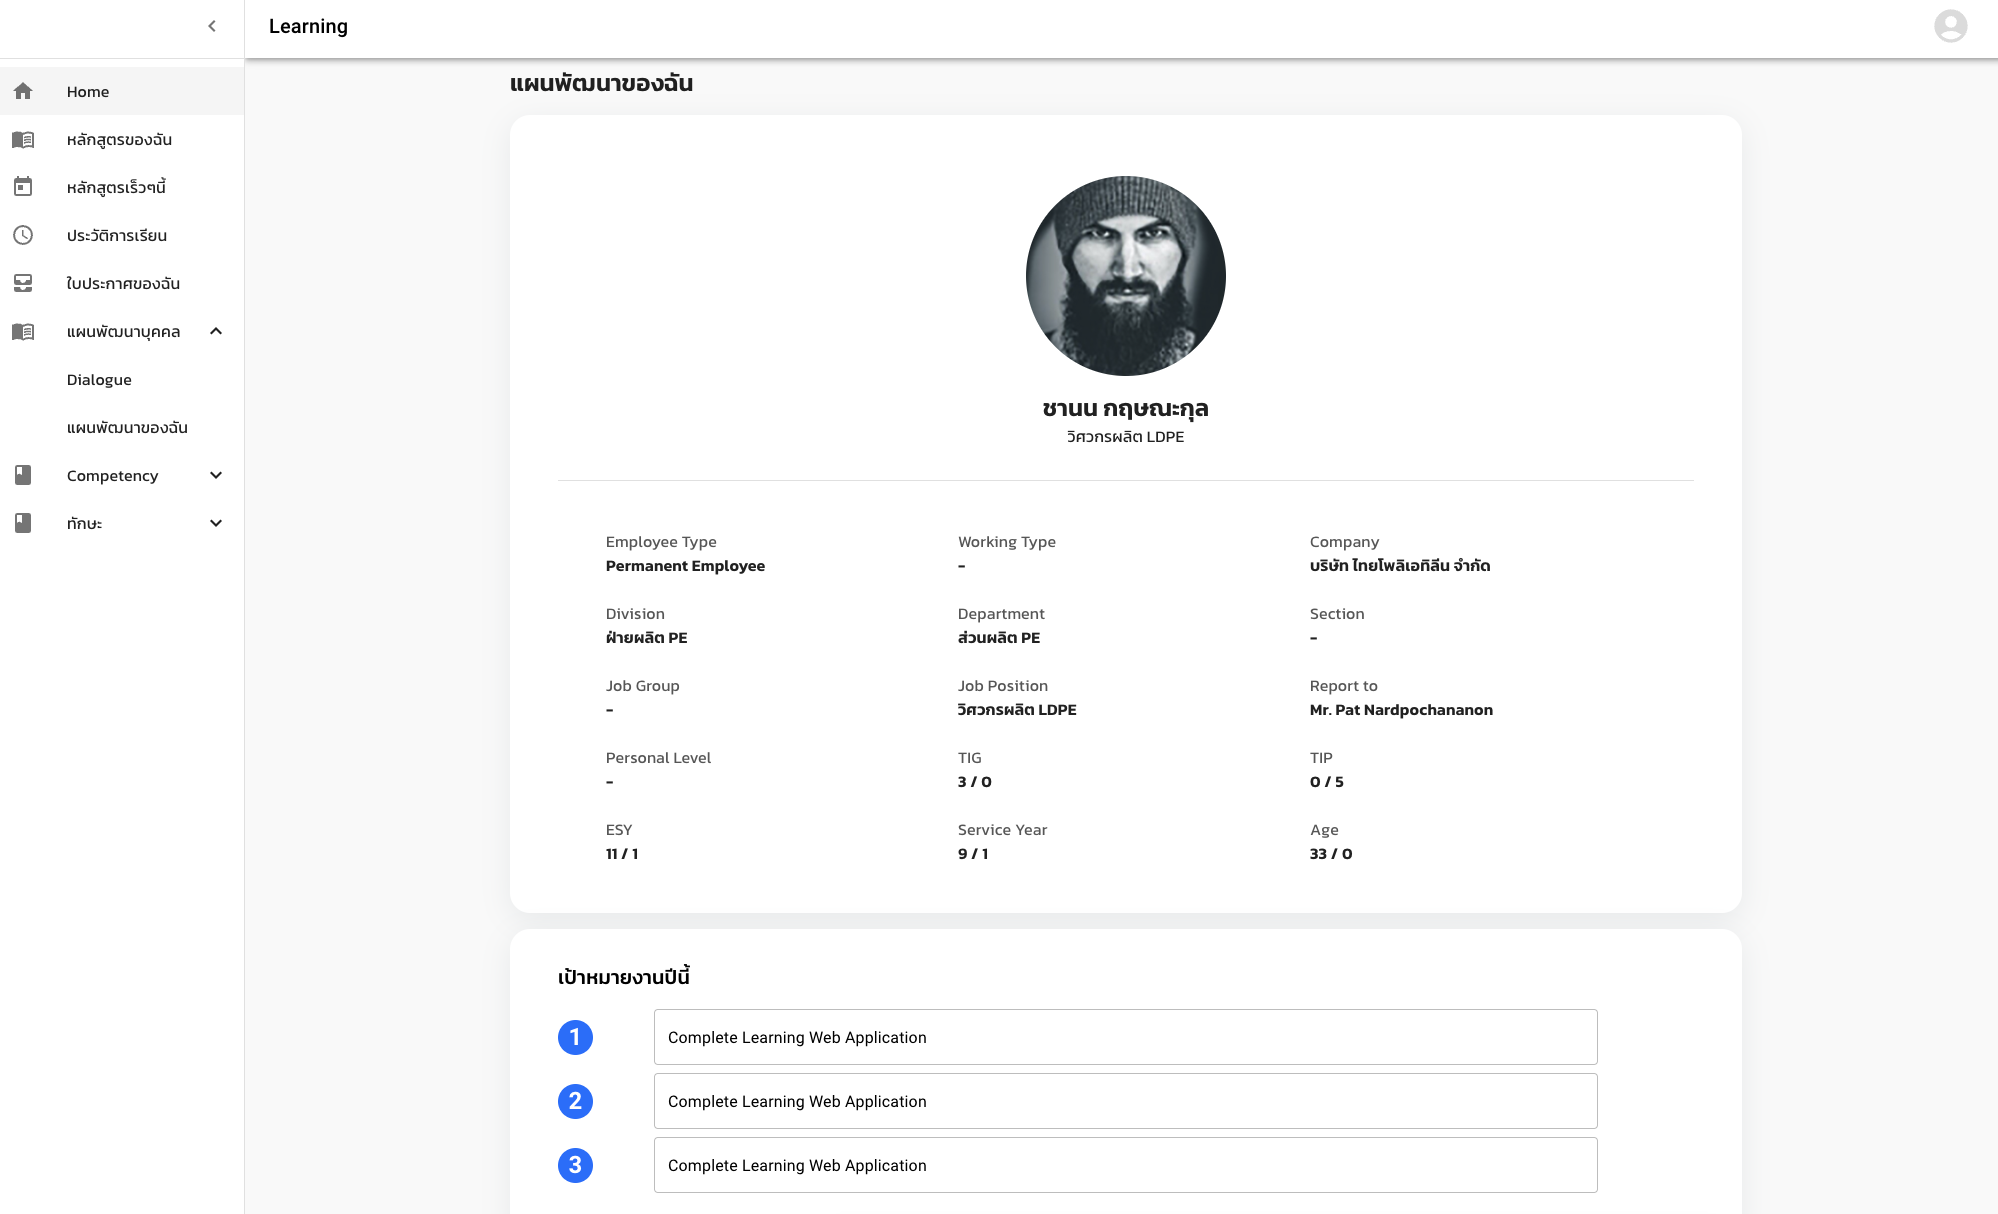 Learning
Home
หลักสูตรของฉัน
หลักสูตรเร็วๆนี้
ประวัติการเรียน
ใบประกาศของฉัน
แผนพัฒนาบุคคล
Dialogue
แผนพัฒนาของฉัน
Competency
ทักษะ
แผนพัฒนาของฉัน
ชานน กฤษณะกุล
วิศวกรผลิต LDPE
Employee Type
Permanent Employee
Working Type
-
Company
บริษัท ไทยโพลิเอทิลีน จำกัด
Division
ฝ่ายผลิต PE
Department
ส่วนผลิต PE
Section
-
Job Group
-
Job Position
วิศวกรผลิต LDPE
Report to
Mr. Pat Nardpochananon
Personal Level
-
TIG
3 / 0
TIP
0 / 5
ESY
11 / 1
Service Year
9 / 1
Age
33 / 0
เป้าหมายงานปีนี้
1 Complete Learning Web Application
2 Complete Learning Web Application
3 Complete Learning Web Application